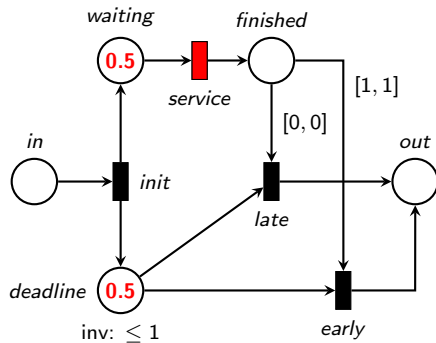 waiting
finished
0.5
service
[1, 1]
[0, 0]
in
out
init
late
deadline
0.5
inv: ≤ 1
early